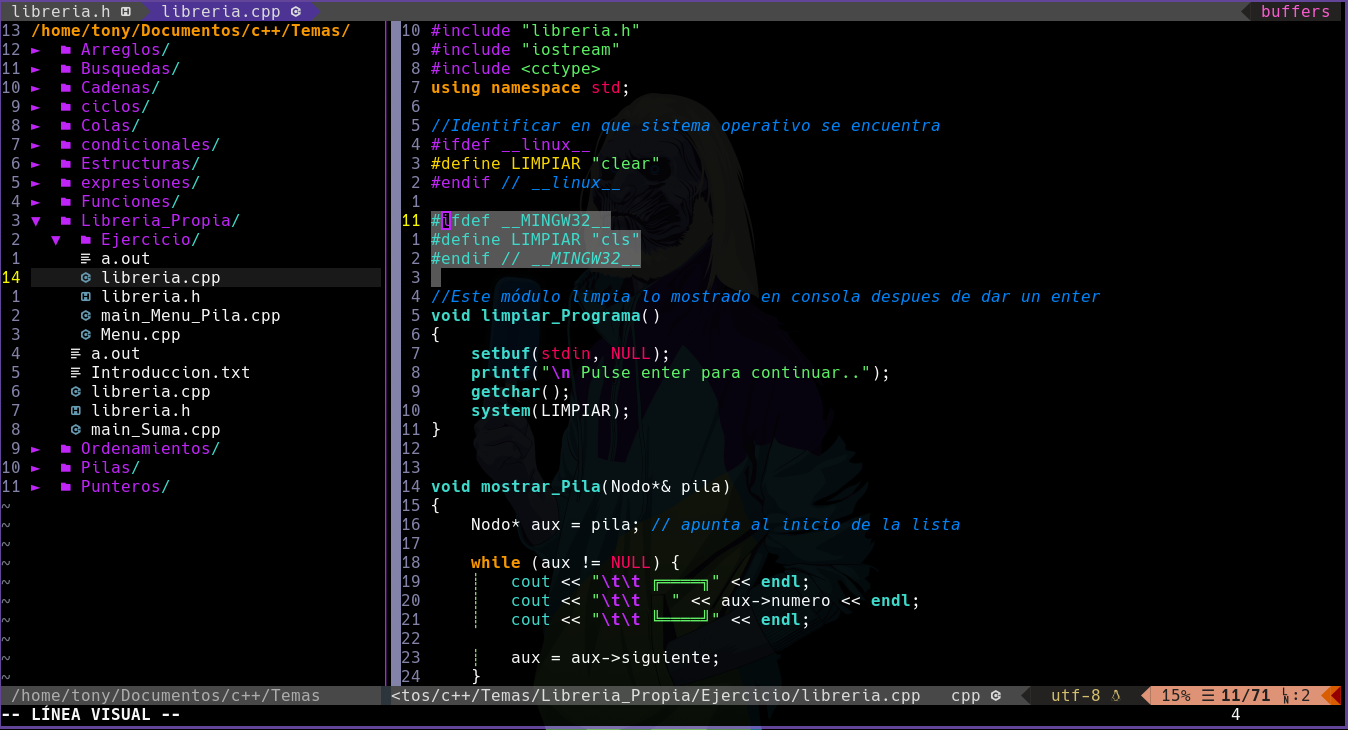 libreria.h libreria.cpp buffers
13 /home/tony/Documentos/c++/Temas/
12 ► Arreglos/
11 ► Busquedas/
10 ► Cadenas/
9 ► ciclos/
8 ► Colas/
7 ► condicionales/
6 ► Estructuras/
5 ► expresiones/
4 ► Funciones/
3 ▼ Libreria_Propia/
2 ▼ Ejercicio/
1 a.out
14 libreria.cpp
1 libreria.h
2 main_Menu_Pila.cpp
3 Menu.cpp
4 a.out
5 Introduccion.txt
6 libreria.cpp
7 libreria.h
8 main_Suma.cpp
9 ► Ordenamientos/
10 ► Pilas/
11 ► Punteros/
~
~
~
~
~
~
~
~
~
~
/home/tony/Documentos/c++/Temas
10 #include "libreria.h"
9 #include "iostream"
8 #include <cctype>
7 using namespace std;
6
5 //Identificar en que sistema operativo se encuentra
4 #ifdef __linux__
3 #define LIMPIAR "clear"
2 #endif // __linux__
1
11 #ifdef __MINGW32__
1 #define LIMPIAR "cls"
2 #endif // __MINGW32__
3
4 //Este módulo limpia lo mostrado en consola despues de dar un enter
5 void limpiar_Programa()
6 {
7     setbuf(stdin, NULL);
8     printf("\n Pulse enter para continuar..");
9     getchar();
10     system(LIMPIAR);
11 }
12
13
14 void mostrar_Pila(Nodo*& pila)
15 {
16     Nodo* aux = pila; // apunta al inicio de la lista
17
18     while (aux != NULL) {
19     ┊   cout << "\t\t ╔═════╗" << endl;
20     ┊   cout << "\t\t   " << aux->numero << endl;
21     ┊   cout << "\t\t ╚═════╝" << endl;
22
23     ┊   aux = aux->siguiente;
24     }
<tos/c++/Temas/Libreria_Propia/Ejercicio/libreria.cpp cpp utf-8 15% ☰ 11/71 ␤:2
-- LÍNEA VISUAL -- 4